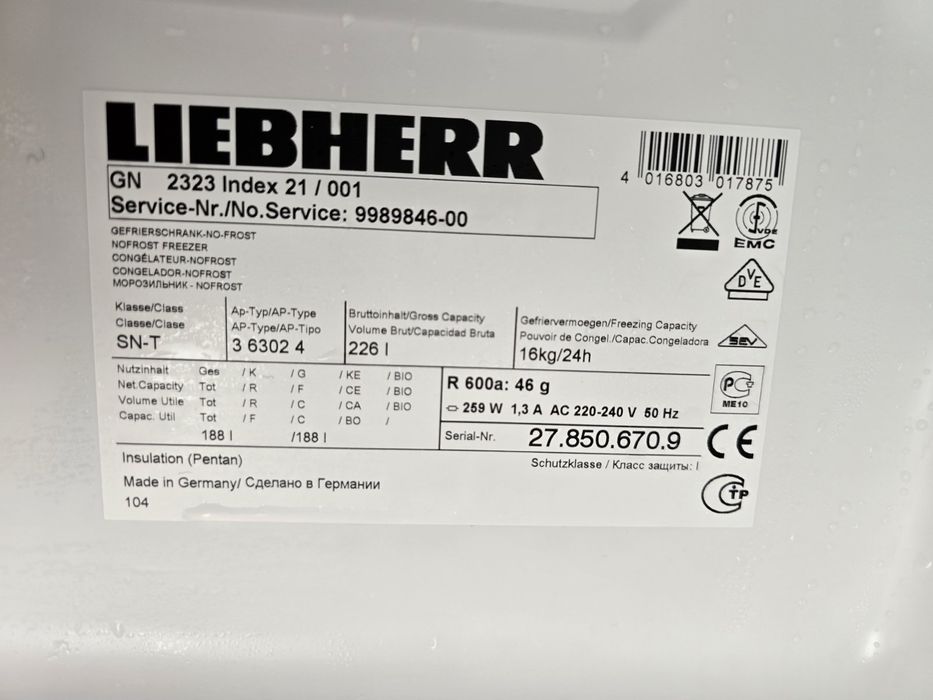 LIEBHERR
GN 2323 Index 21 / 001
Service-Nr./No.Service: 9989846-00
4 016803 017875
VDE
EMC
GEFRIERSCHRANK-NO-FROST
NOFROST FREEZER
CONGÉLATEUR-NOFROST
CONGELADOR-NOFROST
МОРОЗИЛЬНИК - NOFROST
DVE
Klasse/Class
Classe/Clase
SN-T
Ap-Typ/AP-Type
AP-Type/AP-Tipo
3 6302 4
Bruttoinhalt/Gross Capacity
Volume Brut/Capacidad Bruta
226 l
Gefriervermoegen/Freezing Capacity
Pouvoir de Congel./Capac.Congeladora
16kg/24h
SEV
Nutzinhalt Ges / K / G / KE / BIO
Net.Capacity Tot / R / F / CE / BIO
Volume Utile Tot / R / C / CA / BIO
Capac. Util Tot / F / C / BO /
188 l /188 l
R 600a: 46 g
259 W 1,3 A AC 220-240 V 50 Hz
PC
ME10
Serial-Nr. 27.850.670.9
CE
Insulation (Pentan)
Schutzklasse / Класс защиты: I
Made in Germany/ Сделано в Германии
104
TP